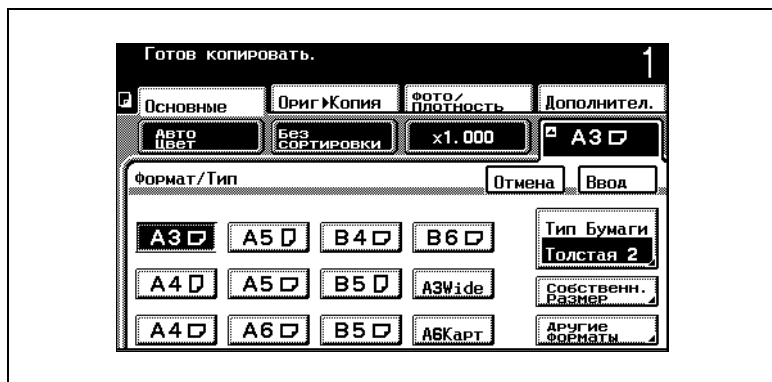 Готов копировать.
1
Основные
Ориг▸Копия
ФОТО/
ПЛОТНОСТЬ
Дополнител.
АВТО
ЦВЕТ
Без
СОРТИРОВКИ
×1.000
A3
Формат/Тип
Отмена
Ввод
A3
A5
B4
B6
Тип Бумаги
Толстая 2
A4
A5
B5
A3Wide
Собственн.
Размер
A4
A6
B5
A6Карт
Другие
ФОРМАТЫ